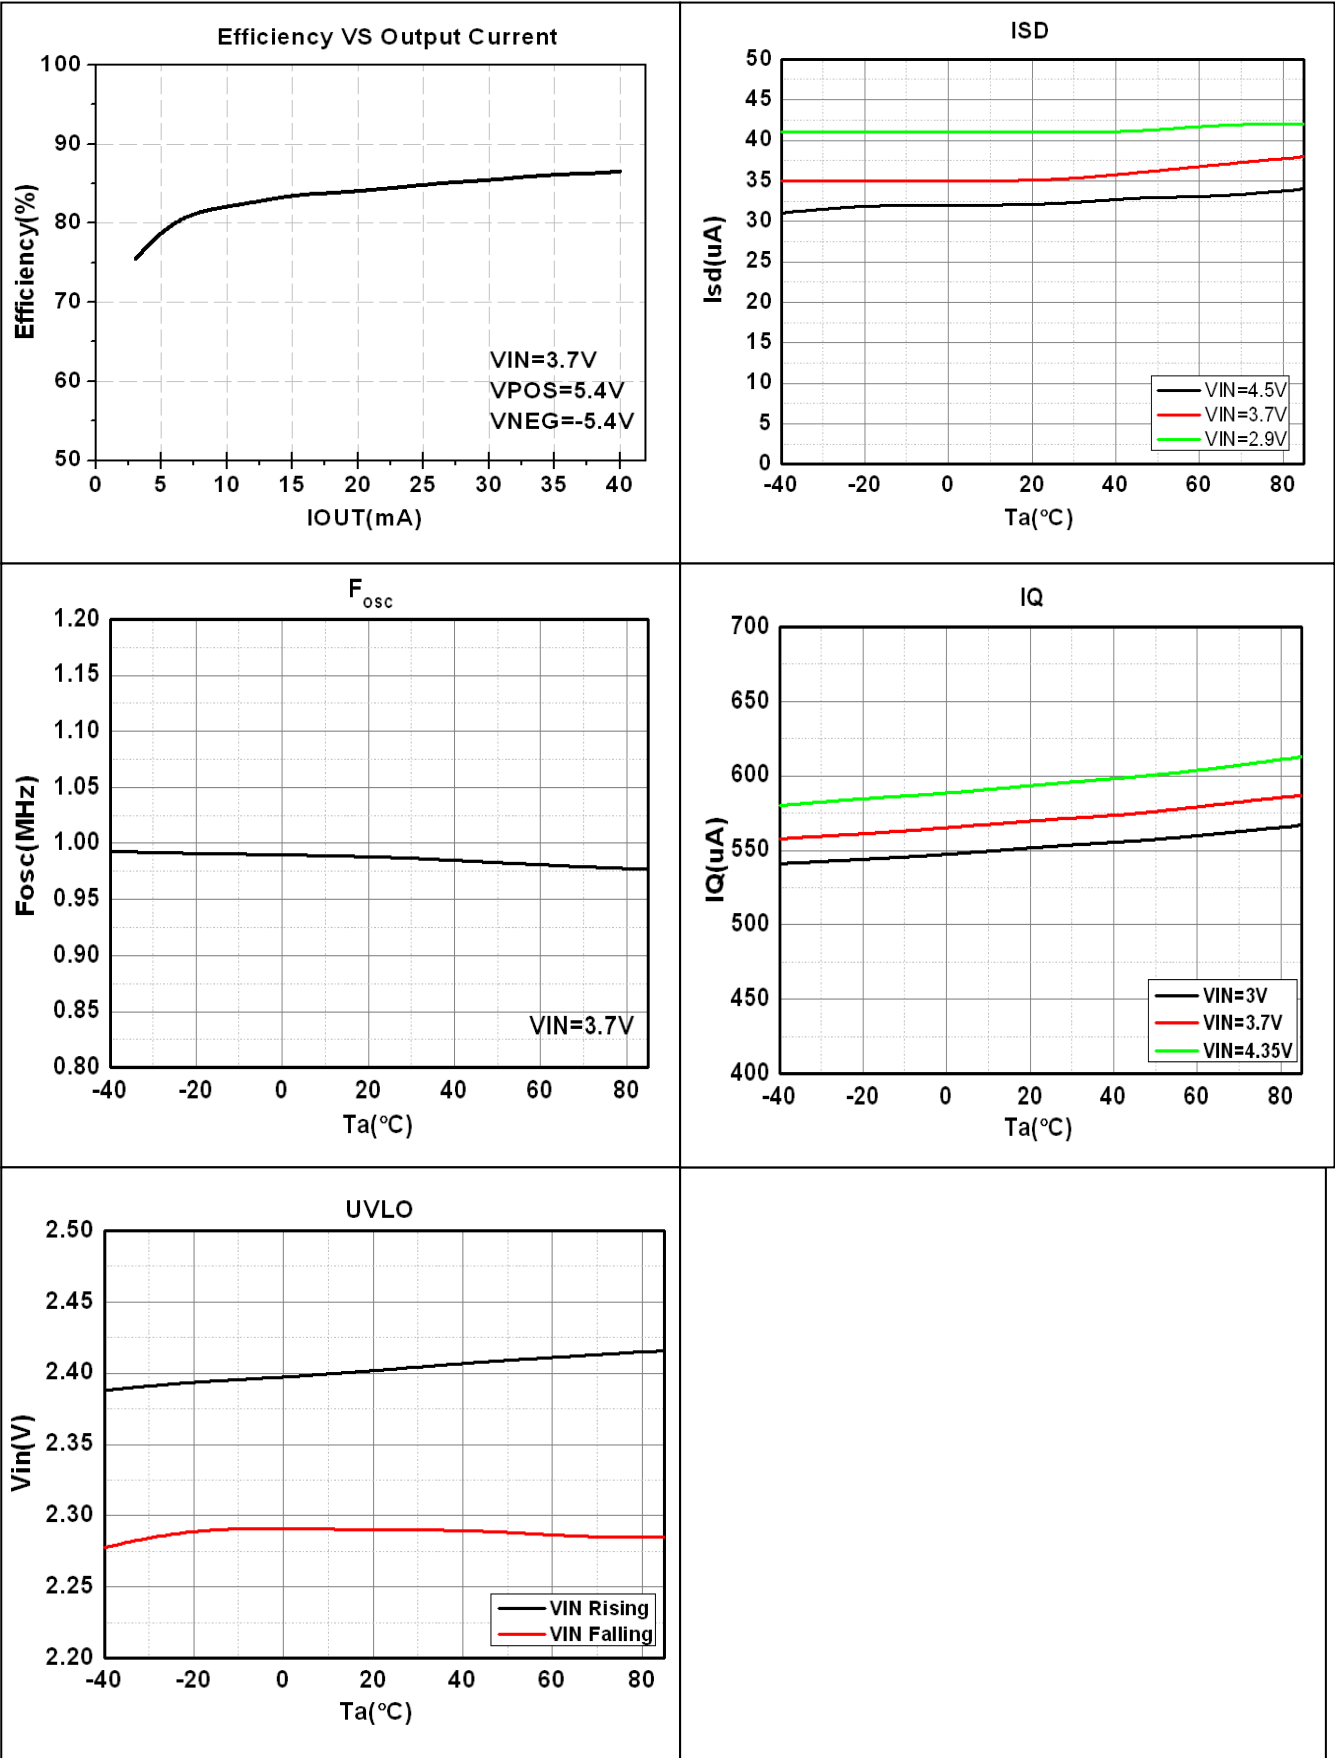 Efficiency VS Output Current
100
90
80
70
60
50
Efficiency(%)
VIN=3.7V
VPOS=5.4V
VNEG=-5.4V
0 5 10 15 20 25 30 35 40
IOUT(mA)
ISD
50
45
40
35
30
25
20
15
10
5
0
Isd(uA)
VIN=4.5V
VIN=3.7V
VIN=2.9V
-40 -20 0 20 40 60 80
Ta(°C)
Fosc
1.20
1.15
1.10
1.05
1.00
0.95
0.90
0.85
0.80
Fosc(MHz)
VIN=3.7V
-40 -20 0 20 40 60 80
Ta(°C)
IQ
700
650
600
550
500
450
400
IQ(uA)
VIN=3V
VIN=3.7V
VIN=4.35V
-40 -20 0 20 40 60 80
Ta(°C)
UVLO
2.50
2.45
2.40
2.35
2.30
2.25
2.20
Vin(V)
VIN Rising
VIN Falling
-40 -20 0 20 40 60 80
Ta(°C)